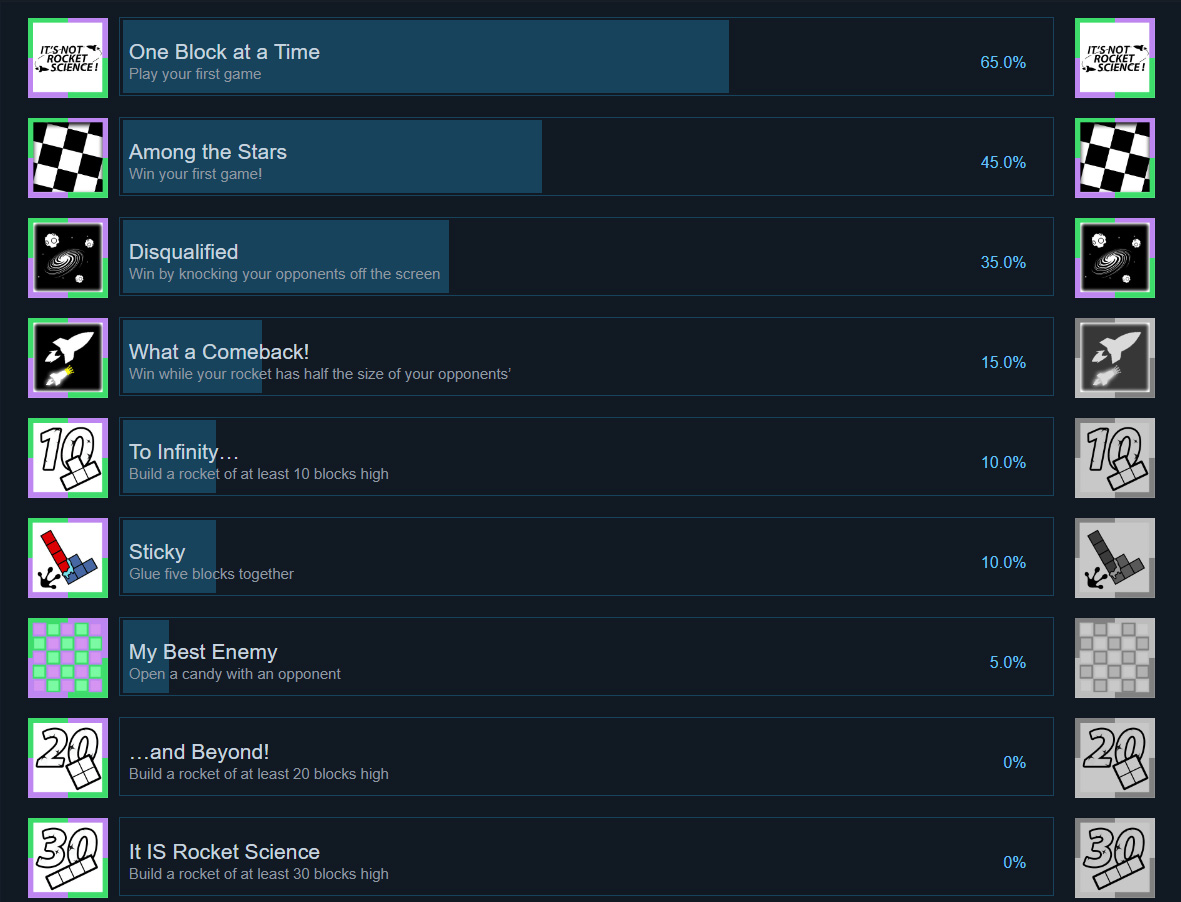 IT'S NOT
ROCKET
SCIENCE!
One Block at a Time
Play your first game
65.0%
IT'S NOT
ROCKET
SCIENCE!
Among the Stars
Win your first game!
45.0%
Disqualified
Win by knocking your opponents off the screen
35.0%
What a Comeback!
Win while your rocket has half the size of your opponents’
15.0%
10
To Infinity…
Build a rocket of at least 10 blocks high
10.0%
10
Sticky
Glue five blocks together
10.0%
My Best Enemy
Open a candy with an opponent
5.0%
20
…and Beyond!
Build a rocket of at least 20 blocks high
0%
20
30
It IS Rocket Science
Build a rocket of at least 30 blocks high
0%
30